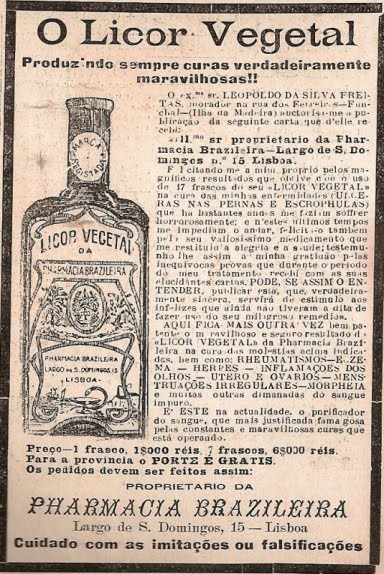 O Licor Vegetal
Produzindo sempre curas verdadeiramente
maravilhosas!!
O ex.mo sr. LEOPOLDO DA SILVA FREI-
TAS, morador na rua dos Ferreiros—Fun-
chal—(Ilha da Madeira) auctorisa-me a pu-
blicação da seguinte carta que d'elle re-
cebi:
«Ill.mo sr proprietario da Phar-
macia Brazileira—Largo de S. Do-
mingos n.º 15 Lisboa.
F licitando me a mim proprio pelos ma-
gnificos resultados que obtive com o uso
de 17 frascos do seu «LICOR VEGETAL»
na cura das minhas enfermidades (ULCE-
RAS NAS PERNAS E ESCROPHULAS) que
ha bastantes annos me faziam soffrer
horrorosamente; e n'estes ultimos tempos
me impediam o andar, felicito tambem
pelo seu valiosissimo medicamento que
me restituiu a alegria e a saude; testemu-
nho lhe assim a minha gratidão pelas
inequivocas provas que durante o periodo
do meu tratamento recebi com as suas
elucidantes cartas. PODE, SE ASSIM O EN-
TENDER, publicar esta, que, verdadeira-
mente sincera, servirá de estimulo aos
infelizes que ainda não tiveram a dita de
fazer uso do seu milagroso remedio».
AQUI FICA MAIS OUTRA VEZ bem pa-
tente o maravilhoso e seguro resultado do
«LICOR VEGETAL» da Pharmacia Brazi-
leira na cura das molestias acima indica-
das, bem como: RHEUMATISMOS—ECZE-
MA — HERPES — INFLAMAÇÕES DOS
OLHOS — UTERO E OVARIOS—MENS-
TRUAÇÕES IRREGULARES—MORPHEIA
e muitas outras dimanadas do sangue
impuro.
E' ESTE na actualidade, o purificador
do sangue, que mais justificada fama gosa
pelas constantes e maravilhosas curas que
está operando.
MARCA
REGISTADA
LICOR VEGETAL
DA
PHARMACIA BRAZILEIRA
PHARMACIA BRAZILEIRA
LARGO DE S. DOMINGOS, 15
LISBOA
Preço—1 frasco, 1$000 réis, 7 frascos, 6$000 réis.
Para a provincia o PORTE É GRATIS.
Os pedidos devem ser feitos assim:
PROPRIETARIO DA
PHARMACIA BRAZILEIRA
Largo de S. Domingos, 15 — Lisboa
Cuidado com as imitações ou falsificações